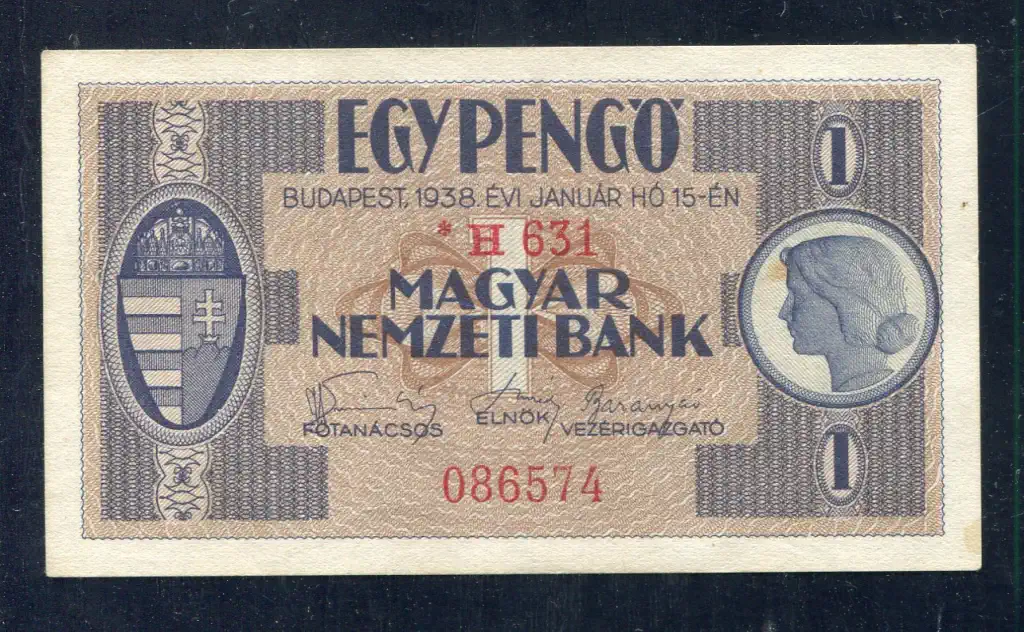 EGY PENGŐ
BUDAPEST, 1938. ÉVI JANUÁR HÓ 15-ÉN
* H 631
MAGYAR
NEMZETI BANK
FŐTANÁCSOS
ELNÖK
VEZÉRIGAZGATÓ
086574
1
1